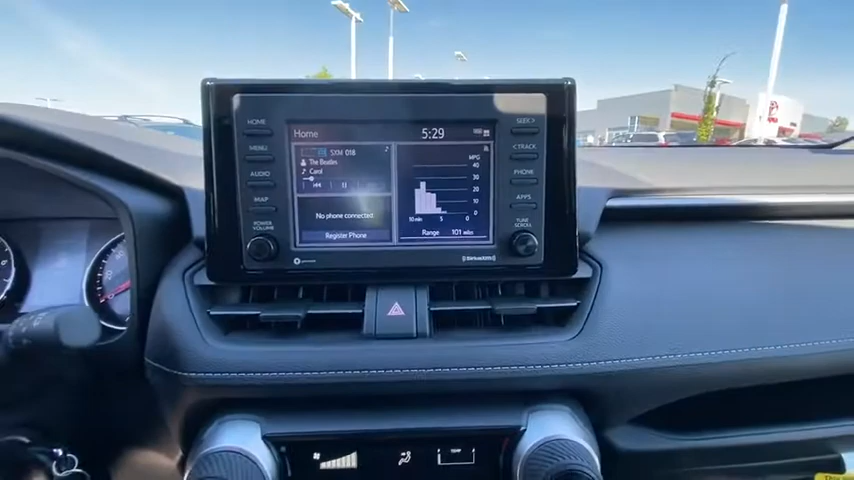 HOME
MENU
AUDIO
MAP
POWER
VOLUME
Home
5:29
SXM 018
The Beatles
Carol
No phone connected
Register Phone
MPG
40
30
20
10
0
10 min
5
0
Range
101 miles
SEEK>
<TRACK
PHONE
APPS
TUNE
SCROLL
((SiriusXM))
TEMP
20